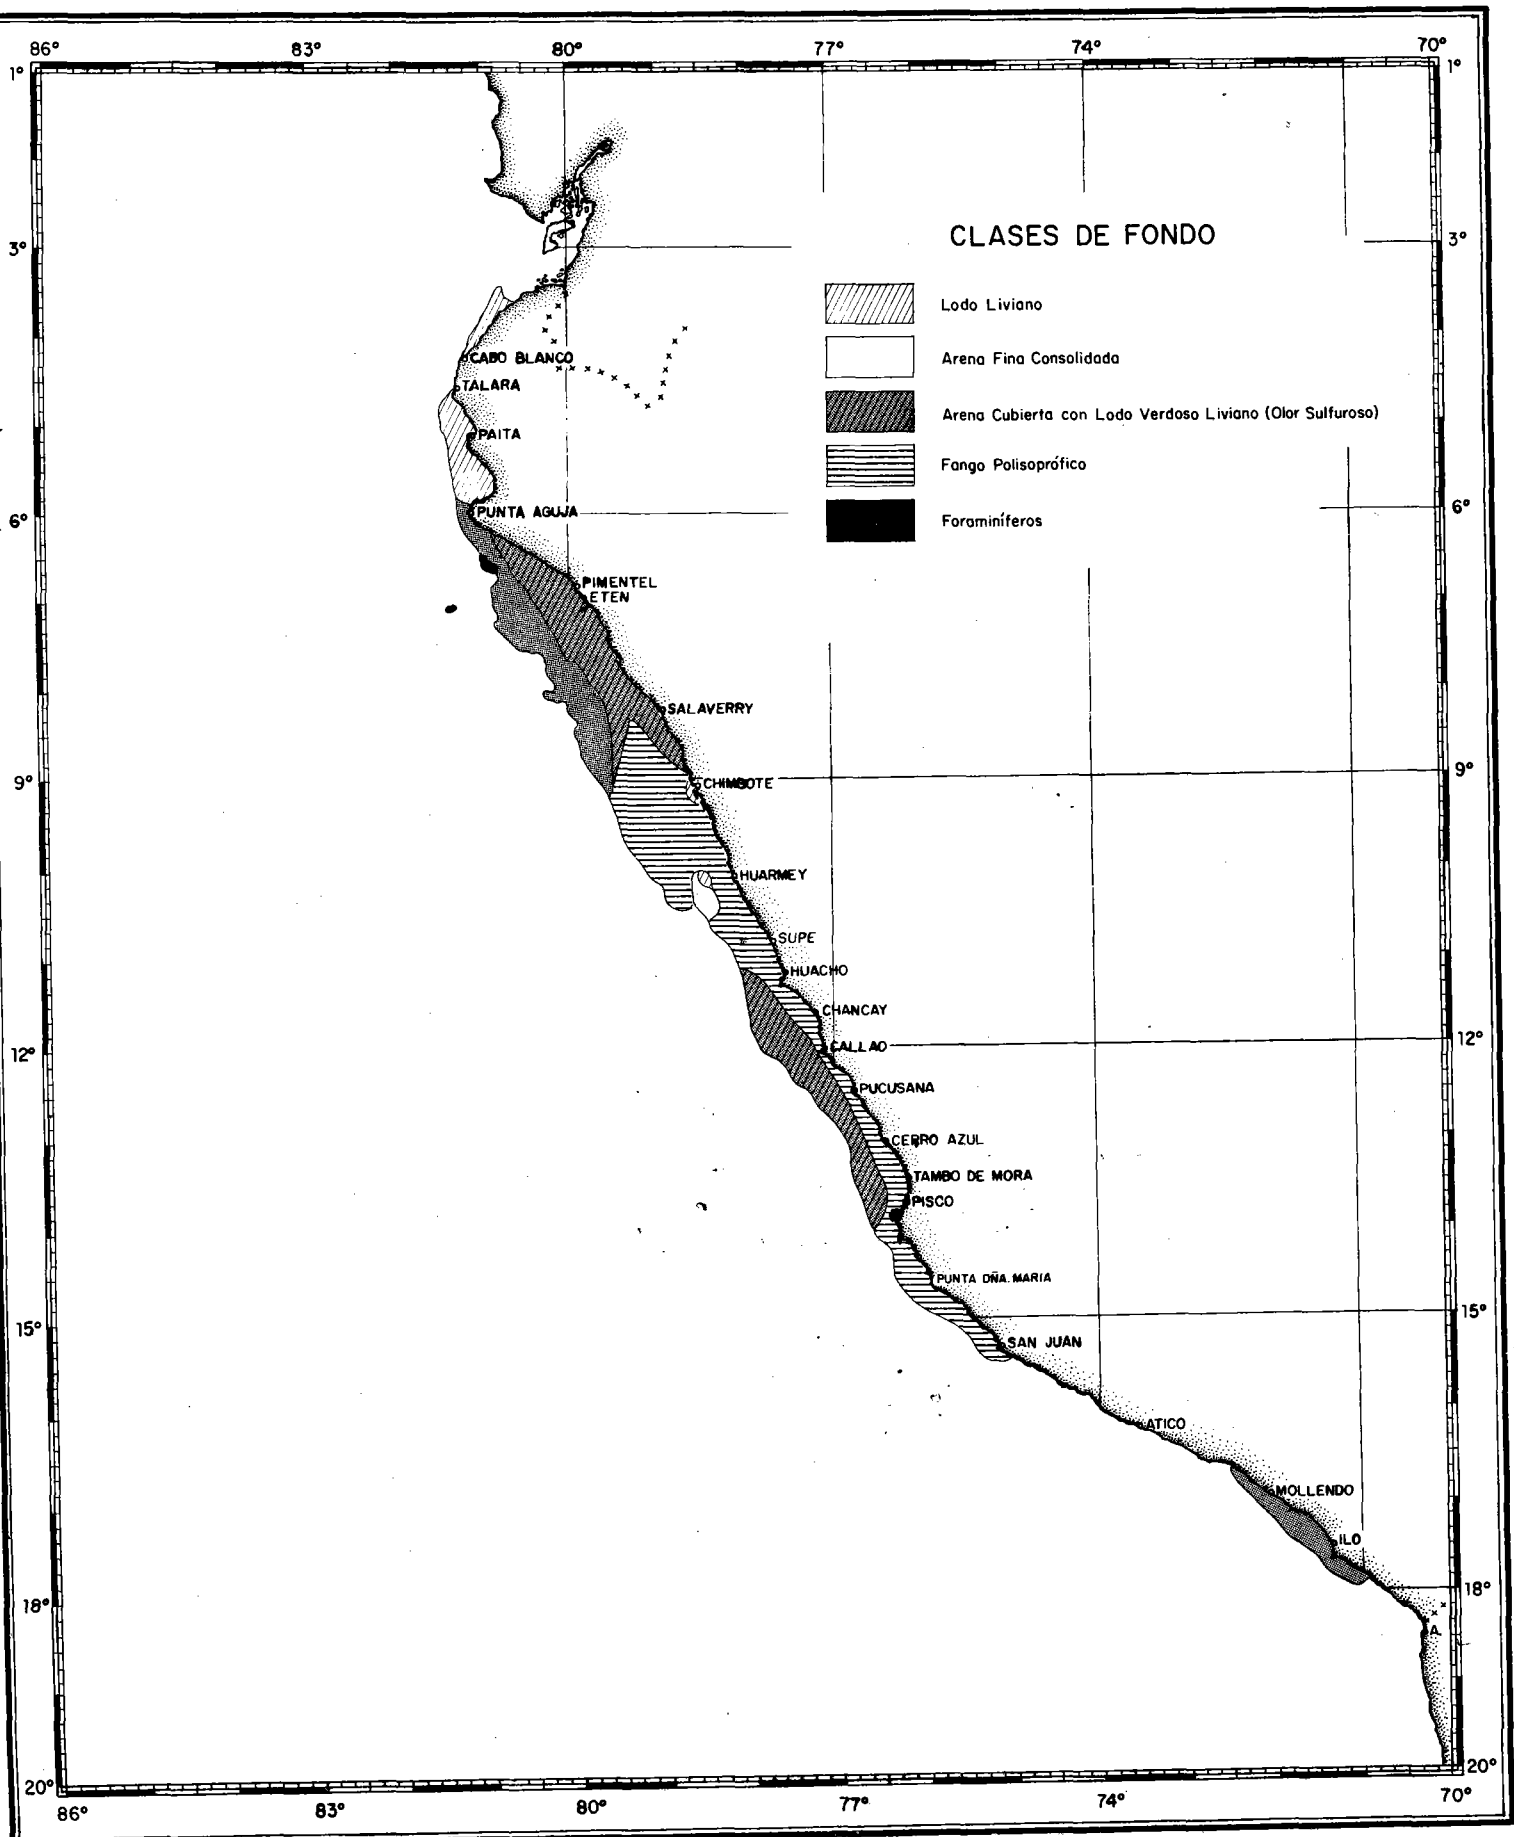 86° 83° 80° 77° 74° 70°
1° 1°
CLASES DE FONDO
3° 3°
Lodo Liviano
CABO BLANCO
Arena Fina Consolidada
TALARA
Arena Cubierta con Lodo Verdoso Liviano (Olor Sulfuroso)
PAITA
Fango Polisoprófico
6° PUNTA AGUJA 6°
Foraminíferos
PIMENTEL
ETEN
SALAVERRY
9° CHIMBOTE 9°
HUARMEY
SUPE
HUACHO
CHANCAY
12° CALLAO 12°
PUCUSANA
CERRO AZUL
TAMBO DE MORA
PISCO
PUNTA DÑA. MARIA
15° 15°
SAN JUAN
ATICO
MOLLENDO
ILO
18° 18°
A.
20° 20°
86° 83° 80° 77° 74° 70°